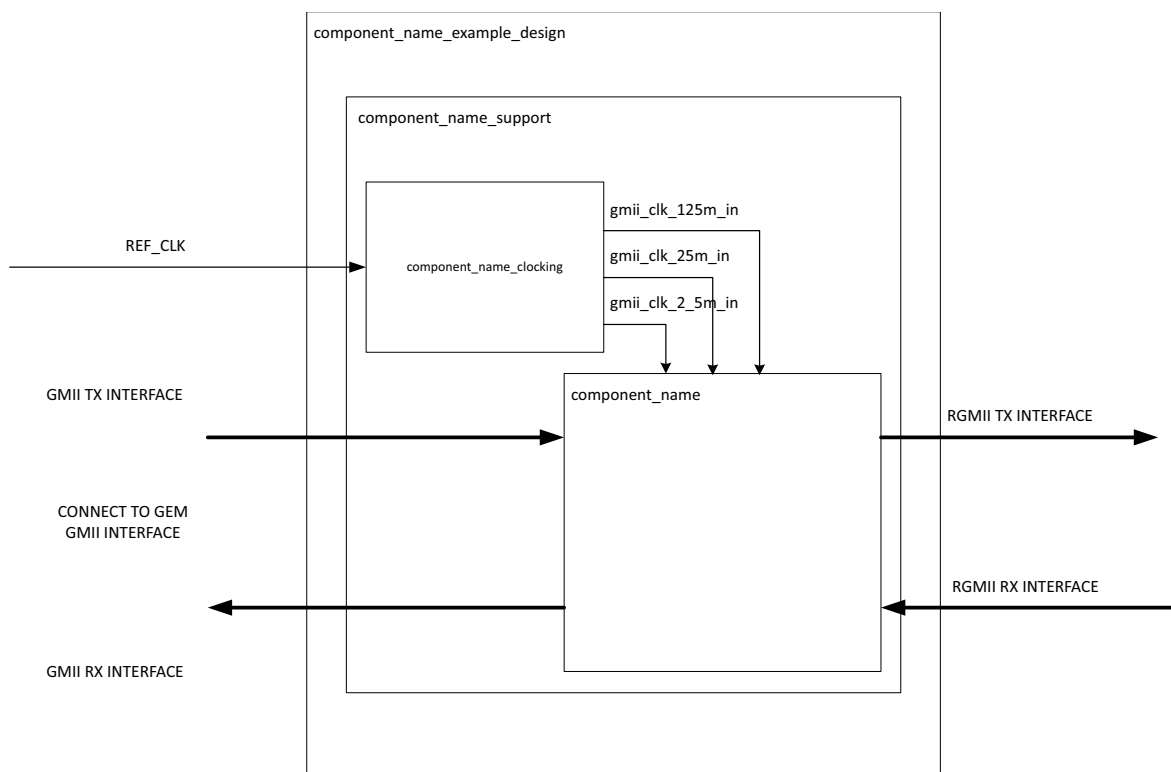 component_name_example_design
component_name_support
gmii_clk_125m_in
REF_CLK
gmii_clk_25m_in
component_name_clocking
gmii_clk_2_5m_in
GMII TX INTERFACE
component_name
RGMII TX INTERFACE
CONNECT TO GEM
GMII INTERFACE
RGMII RX INTERFACE
GMII RX INTERFACE